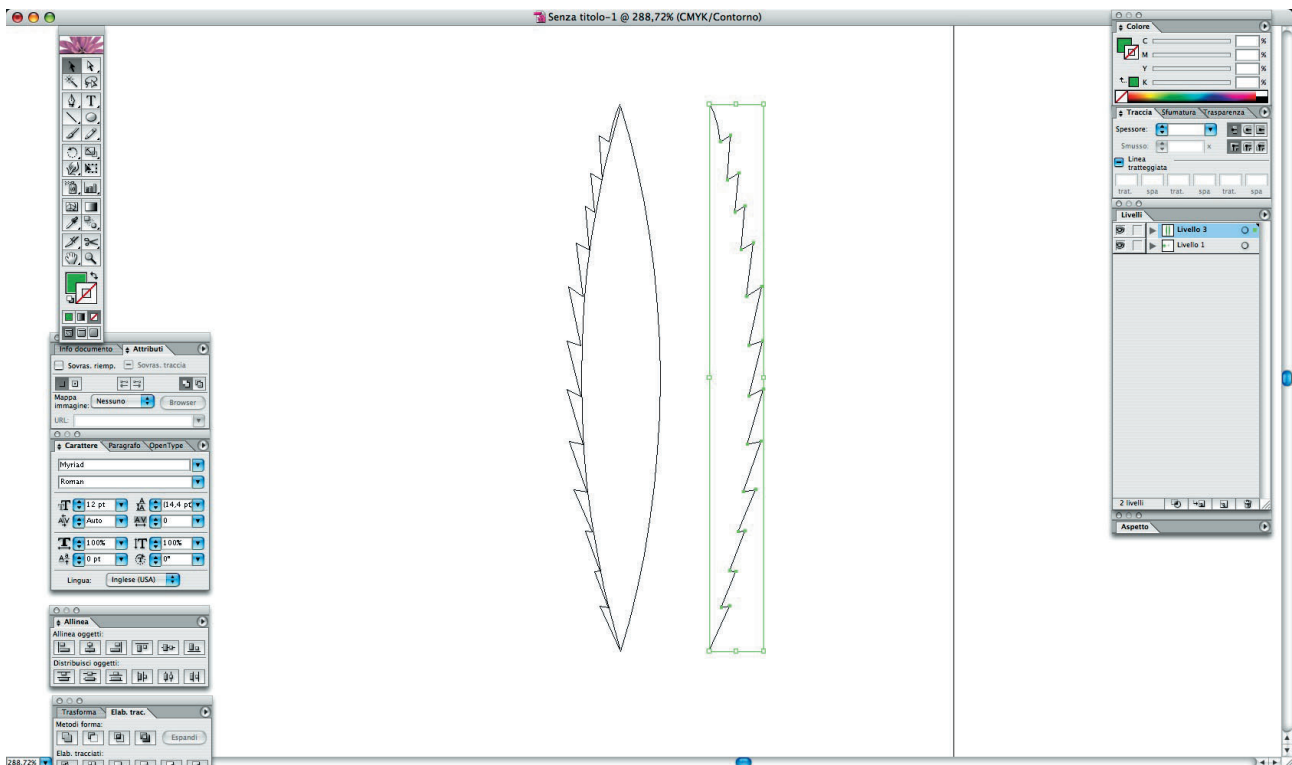 Senza titolo-1 @ 288,72% (CMYK/Contorno)
T
Info documento Attributi
Sovras. riemp. Sovras. traccia
Mappa immagine: Nessuno Browser
URL:
Carattere Paragrafo OpenType
Myriad
Roman
12 pt (14,4 pt
Auto 0
100% 100%
0 pt 0°
Lingua: Inglese (USA)
Allinea
Allinea oggetti:
Distribuisci oggetti:
Trasforma Elab. trac.
Metodi forma:
Espandi
Elab. tracciati:
288,72%
Colore
C %
M %
Y %
K %
Traccia Sfumatura Trasparenza
Spessore:
Smusso: x
Linea
tratteggiata
trat. spa trat. spa trat. spa
Livelli
Livello 3
Livello 1
2 livelli
Aspetto